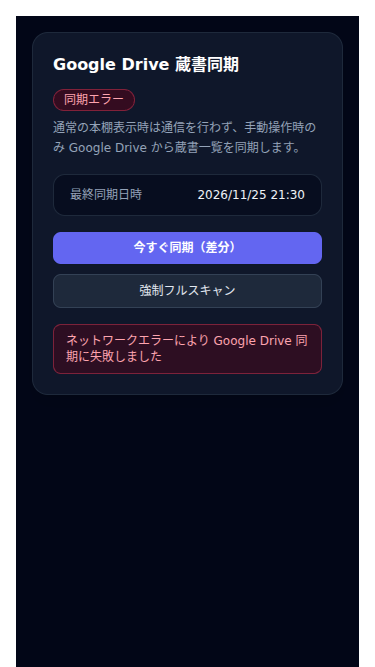 Google Drive 蔵書同期
同期エラー
通常の本棚表示時は通信を行わず、手動操作時の
み Google Drive から蔵書一覧を同期します。
最終同期日時 2026/11/25 21:30
今すぐ同期（差分）
強制フルスキャン
ネットワークエラーにより Google Drive 同
期に失敗しました